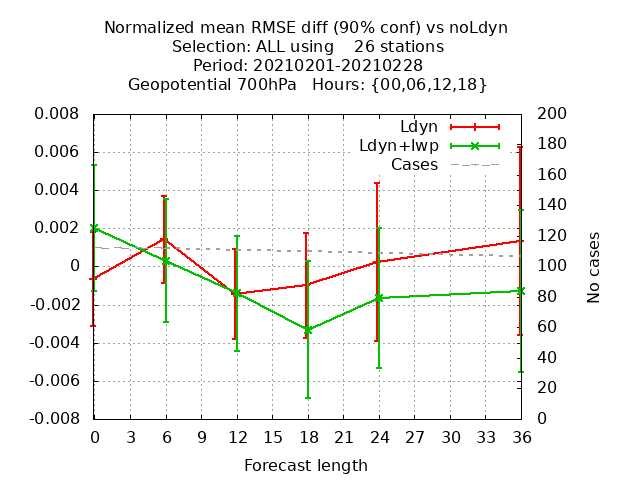 Normalized mean RMSE diff (90% conf) vs noLdyn
Selection: ALL using 26 stations
Period: 20210201-20210228
Geopotential 700hPa Hours: {00,06,12,18}
Ldyn
Ldyn+lwp
Cases
0.008
0.006
0.004
0.002
0
-0.002
-0.004
-0.006
-0.008
200
180
160
140
120
100
80
60
40
20
0
No cases
0 3 6 9 12 15 18 21 24 27 30 33 36
Forecast length